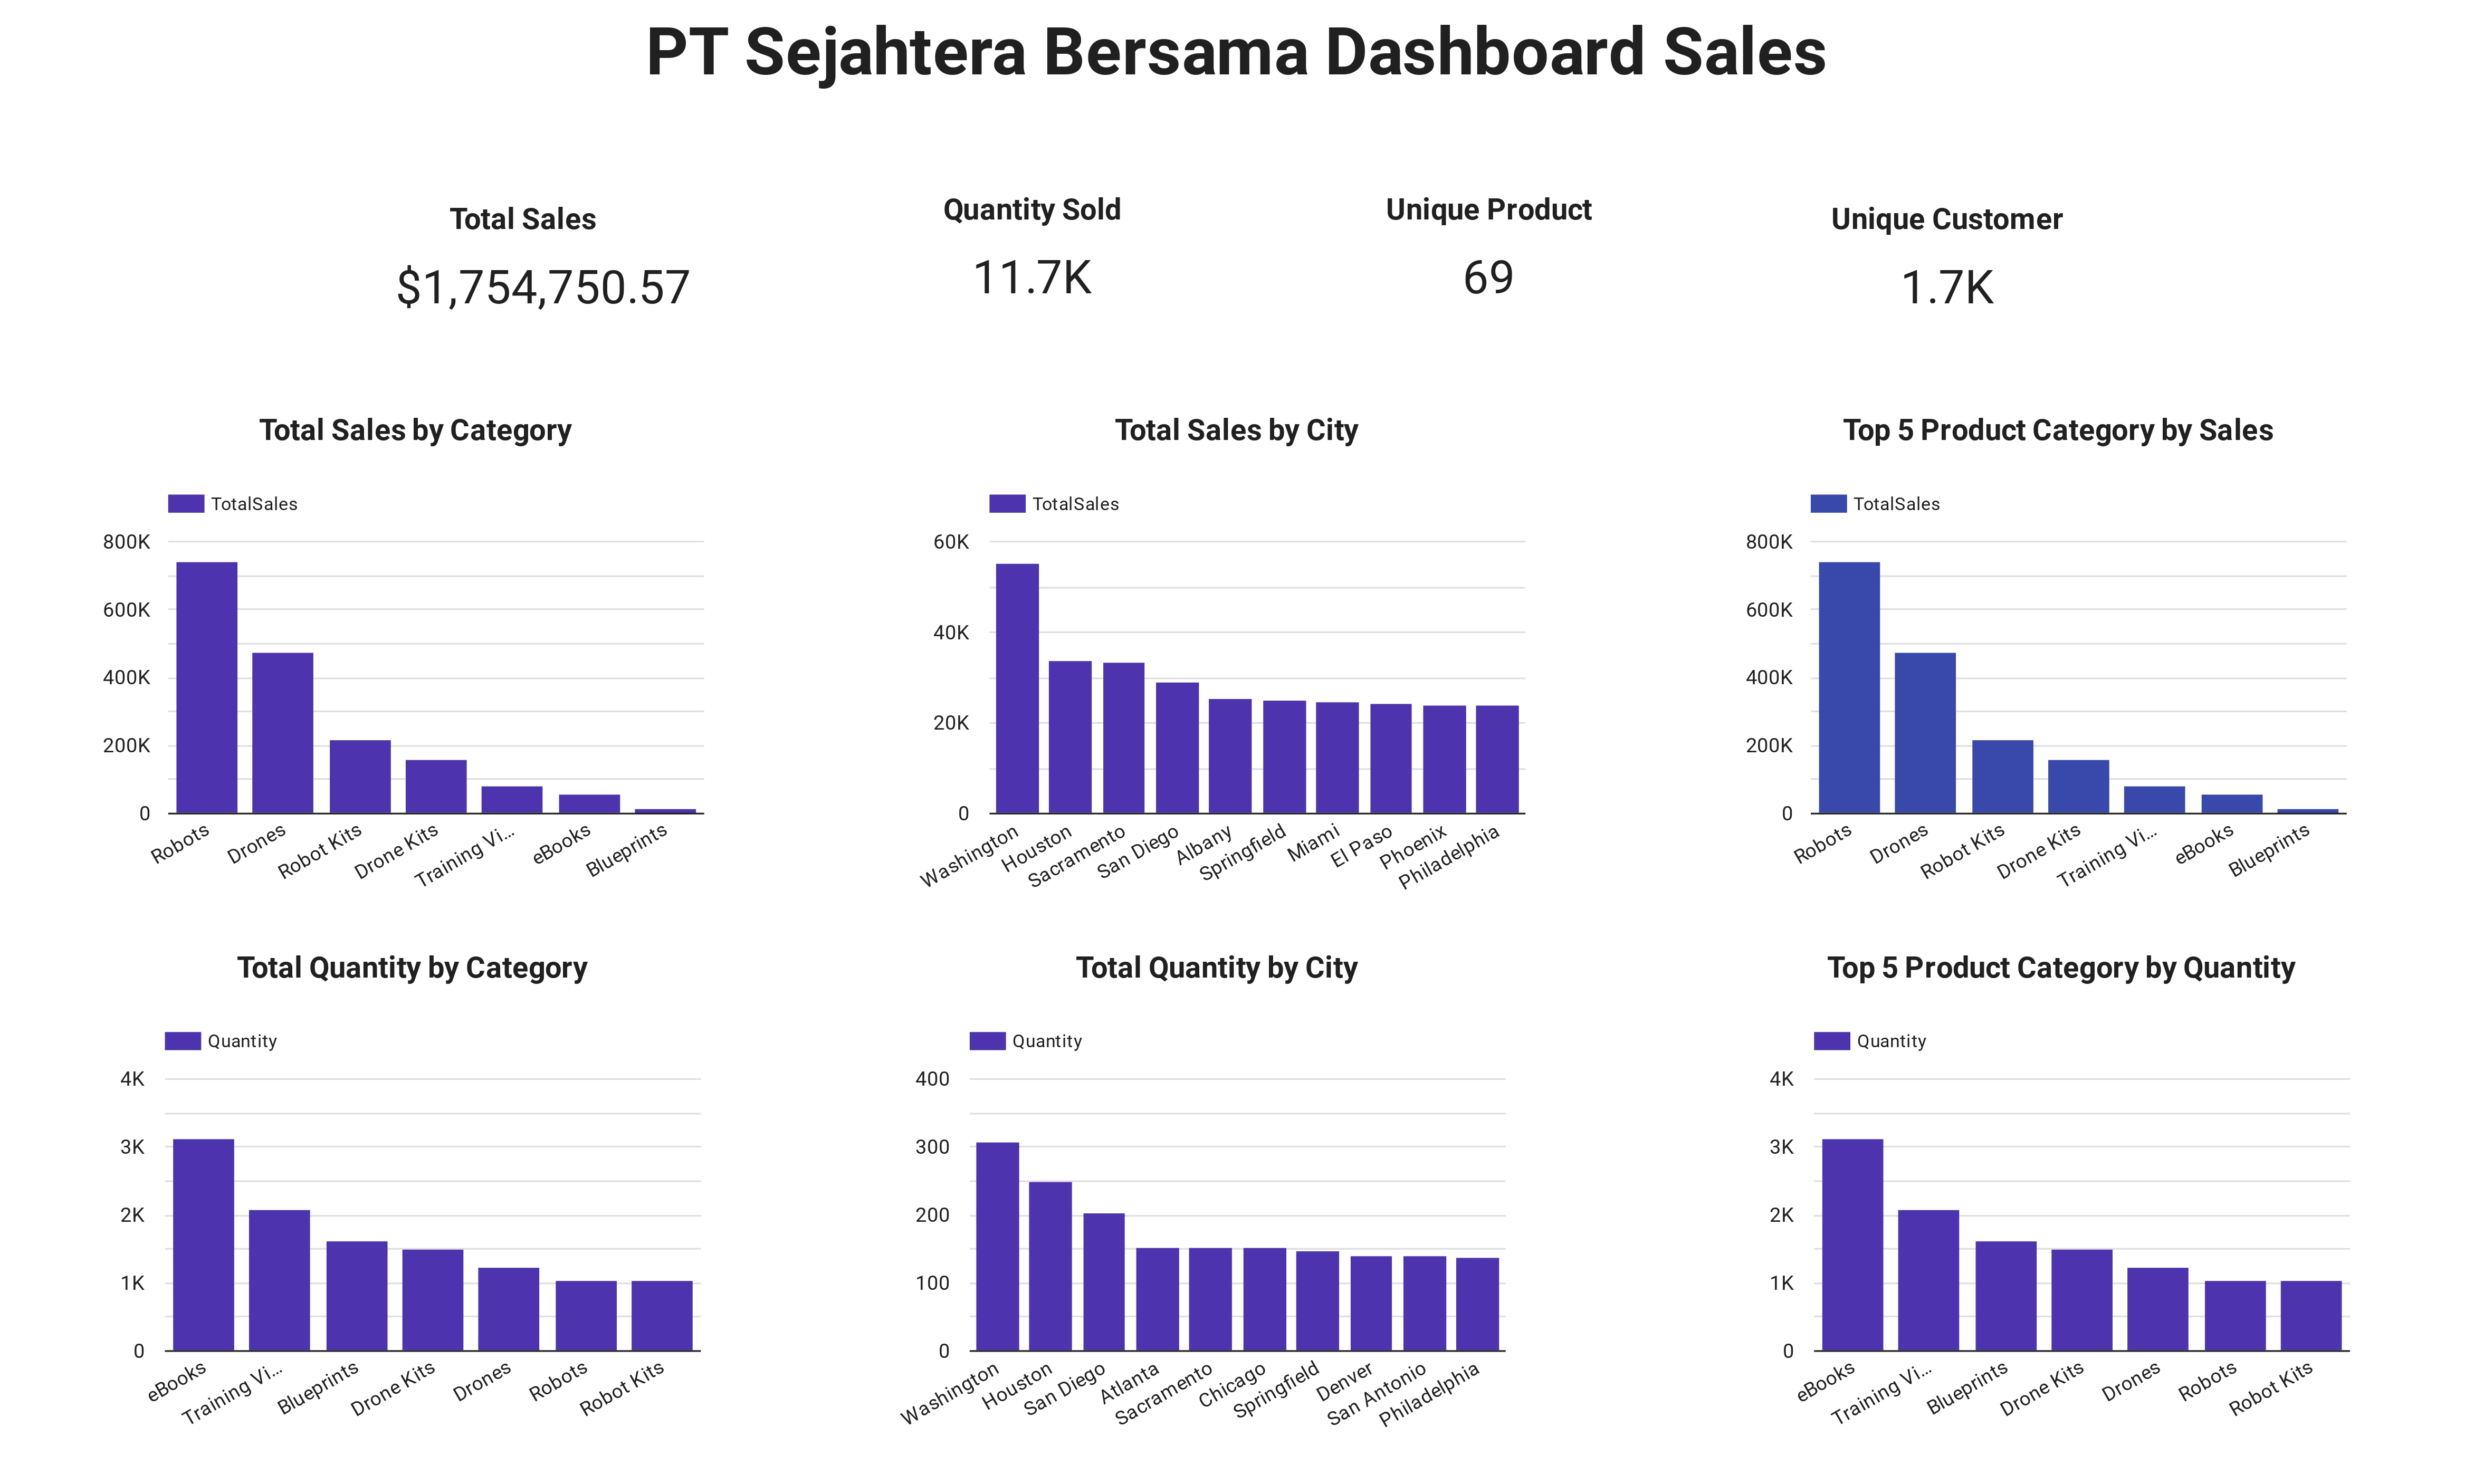 PT Sejahtera Bersama Dashboard Sales
Total Sales
$1,754,750.57
Quantity Sold
11.7K
Unique Product
69
Unique Customer
1.7K
Total Sales by Category
TotalSales
800K
600K
400K
200K
0
Robots
Drones
Robot Kits
Drone Kits
Training Vi...
eBooks
Blueprints
Total Sales by City
TotalSales
60K
40K
20K
0
Washington
Houston
Sacramento
San Diego
Albany
Springfield
Miami
El Paso
Phoenix
Philadelphia
Top 5 Product Category by Sales
TotalSales
800K
600K
400K
200K
0
Robots
Drones
Robot Kits
Drone Kits
Training Vi...
eBooks
Blueprints
Total Quantity by Category
Quantity
4K
3K
2K
1K
0
eBooks
Training Vi...
Blueprints
Drone Kits
Drones
Robots
Robot Kits
Total Quantity by City
Quantity
400
300
200
100
0
Washington
Houston
San Diego
Atlanta
Sacramento
Chicago
Springfield
Denver
San Antonio
Philadelphia
Top 5 Product Category by Quantity
Quantity
4K
3K
2K
1K
0
eBooks
Training Vi...
Blueprints
Drone Kits
Drones
Robots
Robot Kits